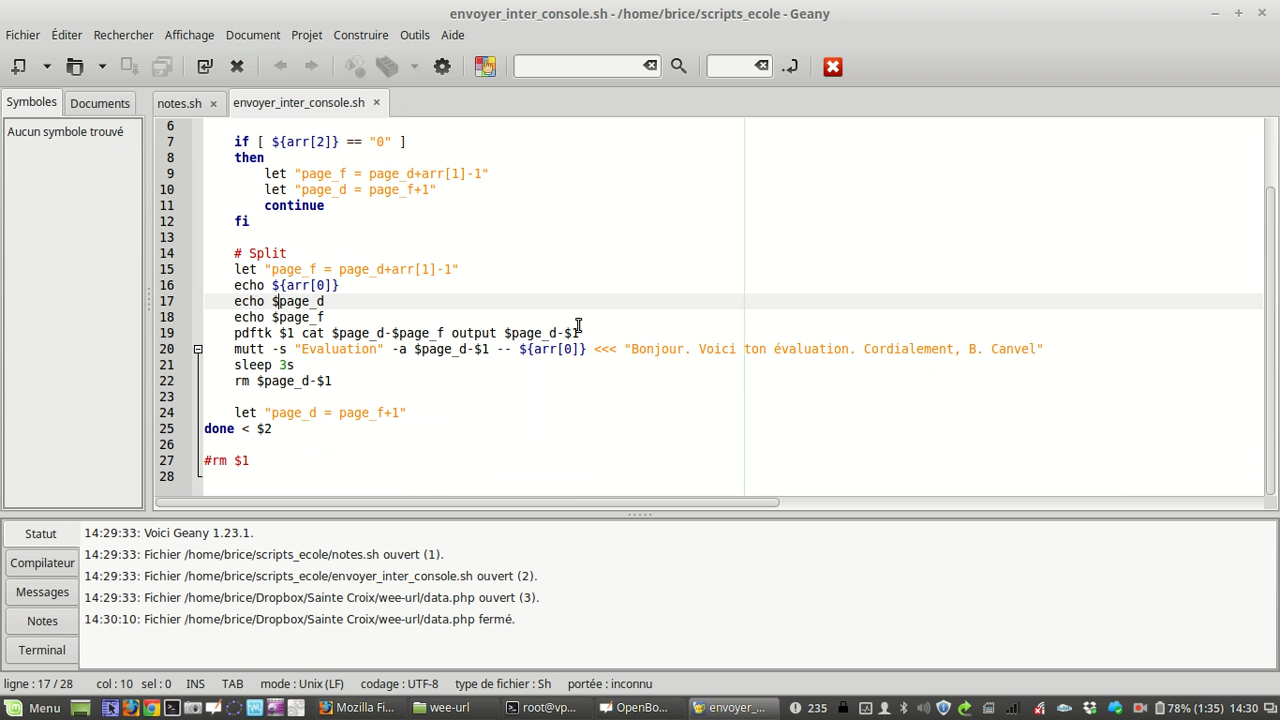 envoyer_inter_console.sh - /home/brice/scripts_ecole - Geany
Fichier Éditer Rechercher Affichage Document Projet Construire Outils Aide
Symboles Documents notes.sh envoyer_inter_console.sh
Aucun symbole trouvé
6
7 if [ ${arr[2]} == "0" ]
8 then
9 let "page_f = page_d+arr[1]-1"
10 let "page_d = page_f+1"
11 continue
12 fi
13
14 # Split
15 let "page_f = page_d+arr[1]-1"
16 echo ${arr[0]}
17 echo $page_d
18 echo $page_f
19 pdftk $1 cat $page_d-$page_f output $page_d-$1
20 mutt -s "Evaluation" -a $page_d-$1 -- ${arr[0]} <<< "Bonjour. Voici ton évaluation. Cordialement, B. Canvel"
21 sleep 3s
22 rm $page_d-$1
23
24 let "page_d = page_f+1"
25 done < $2
26
27 #rm $1
28
Statut
Compilateur
Messages
Notes
Terminal
14:29:33: Voici Geany 1.23.1.
14:29:33: Fichier /home/brice/scripts_ecole/notes.sh ouvert (1).
14:29:33: Fichier /home/brice/scripts_ecole/envoyer_inter_console.sh ouvert (2).
14:29:33: Fichier /home/brice/Dropbox/Sainte Croix/wee-url/data.php ouvert (3).
14:30:10: Fichier /home/brice/Dropbox/Sainte Croix/wee-url/data.php fermé.
ligne : 17 / 28 col : 10 sel : 0 INS TAB mode : Unix (LF) codage : UTF-8 type de fichier : Sh portée : inconnu
Menu Mozilla Fi... wee-url root@vp... OpenBo... envoyer_... 235 78% (1:35) 14:30